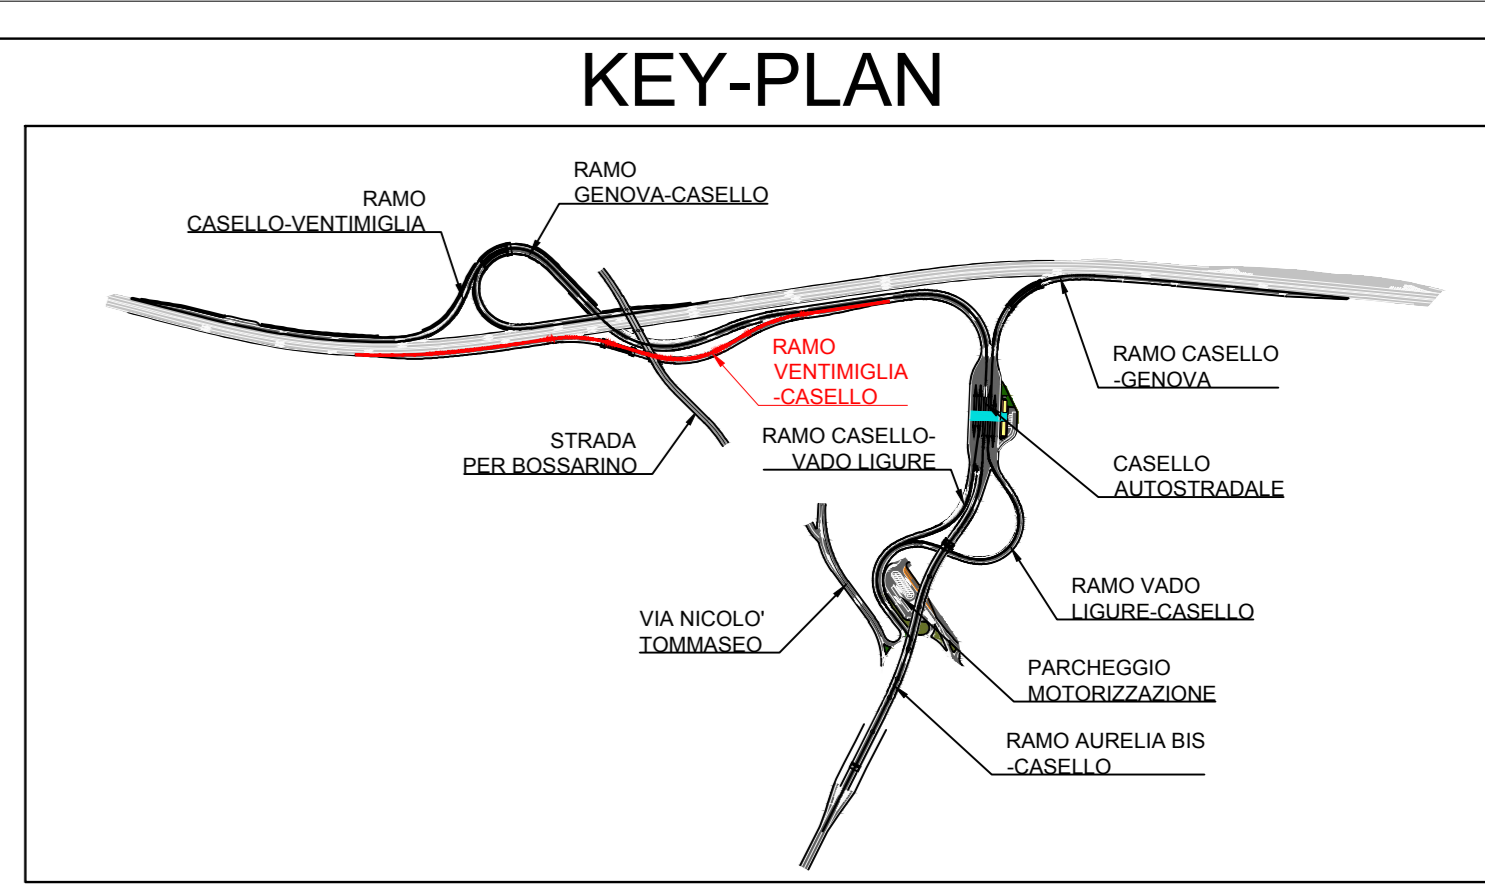 KEY-PLAN
RAMO
GENOVA-CASELLO
RAMO
CASELLO-VENTIMIGLIA
RAMO
VENTIMIGLIA
-CASELLO
RAMO CASELLO
-GENOVA
STRADA
PER BOSSARINO
RAMO CASELLO-
VADO LIGURE
CASELLO
AUTOSTRADALE
RAMO VADO
LIGURE-CASELLO
VIA NICOLO'
TOMMASEO
PARCHEGGIO
MOTORIZZAZIONE
RAMO AURELIA BIS
-CASELLO